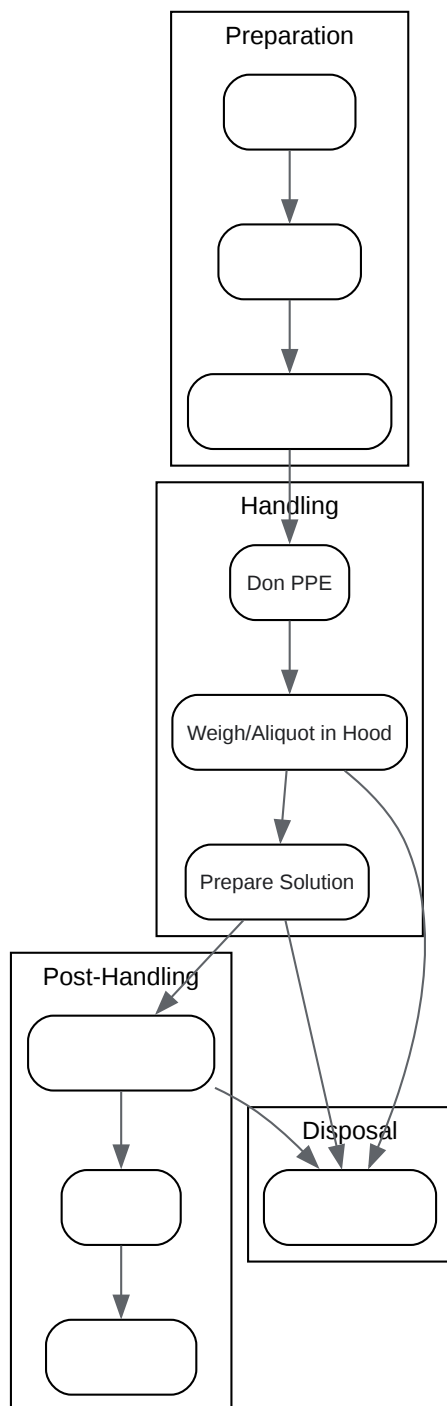 Preparation
Handling
Don PPE
Weigh/Aliquot in Hood
Prepare Solution
Post-Handling
Disposal